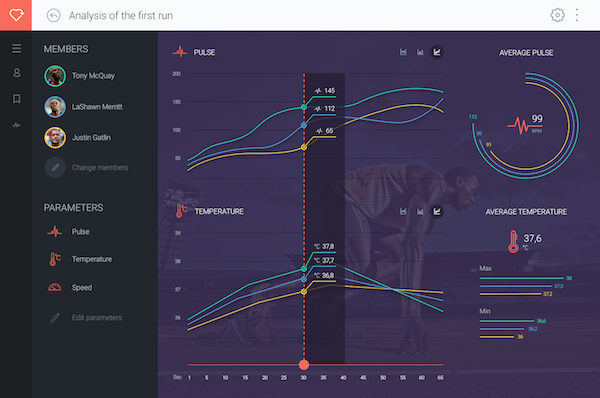 Analysis of the first run
MEMBERS
Tony McQuay
LaShawn Merritt
Justin Gatlin
Change members
PARAMETERS
Pulse
Temperature
Speed
Edit parameters
PULSE
200
150
100
50
145
112
65
AVERAGE PULSE
99
BPM
112
98
91
TEMPERATURE
39
38
37
36
°C 37,8
°C 37,7
°C 36,8
Sec 1 5 10 15 20 25 30 35 40 45 50 55 60 65
AVERAGE TEMPERATURE
37,6
°C
Max
38
37,8
37,2
Min
36,6
36,2
36